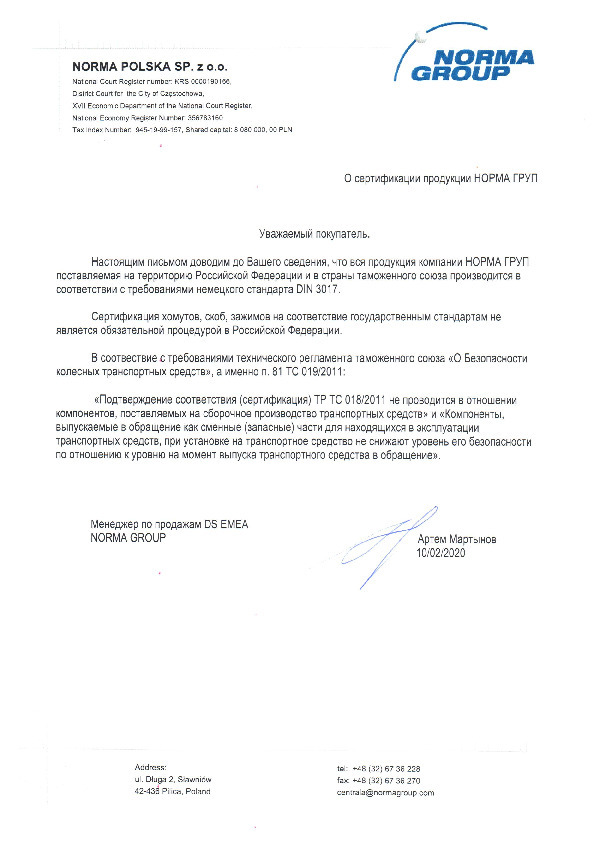 NORMA GROUP
NORMA POLSKA SP. z o.o.
National Court Register number: KRS 0000190166,
District Court for the City of Częstochowa,
XVII Economic Department of the National Court Register.
National Economy Register Number: 356763160
Tax Index Number: 945-19-99-157, Shared capital: 8 080 000, 00 PLN
О сертификации продукции НОРМА ГРУП
Уважаемый покупатель.
Настоящим письмом доводим до Вашего сведения, что вся продукция компании НОРМА ГРУП
поставляемая на территорию Российской Федерации и в страны таможенного союза производится в
соответствии с требованиями немецкого стандарта DIN 3017.
Сертификация хомутов, скоб, зажимов на соответствие государственным стандартам не
является обязательной процедурой в Российской Федерации.
В соотвествие с требованиями технического регламента таможенного союза «О Безопасности
колесных транспортных средств», а именно п. 81 ТС 019/2011:
«Подтверждение соответствия (сертификация) ТР ТС 018/2011 не проводится в отношении
компонентов, поставляемых на сборочное производство транспортных средств» и «Компоненты,
выпускаемые в обращение как сменные (запасные) части для находящихся в эксплуатации
транспортных средств, при установке на транспортное средство не снижают уровень его безопасности
по отношению к уровню на момент выпуска транспортного средства в обращение».
Менеджер по продажам DS EMEA
NORMA GROUP
Артем Мартынов
10/02/2020
Address:
ul. Długa 2, Sławniów
42-436 Pilica, Poland
tel: +48 (32) 67 36 228
fax: +48 (32) 67 36 270
centrala@normagroup.com